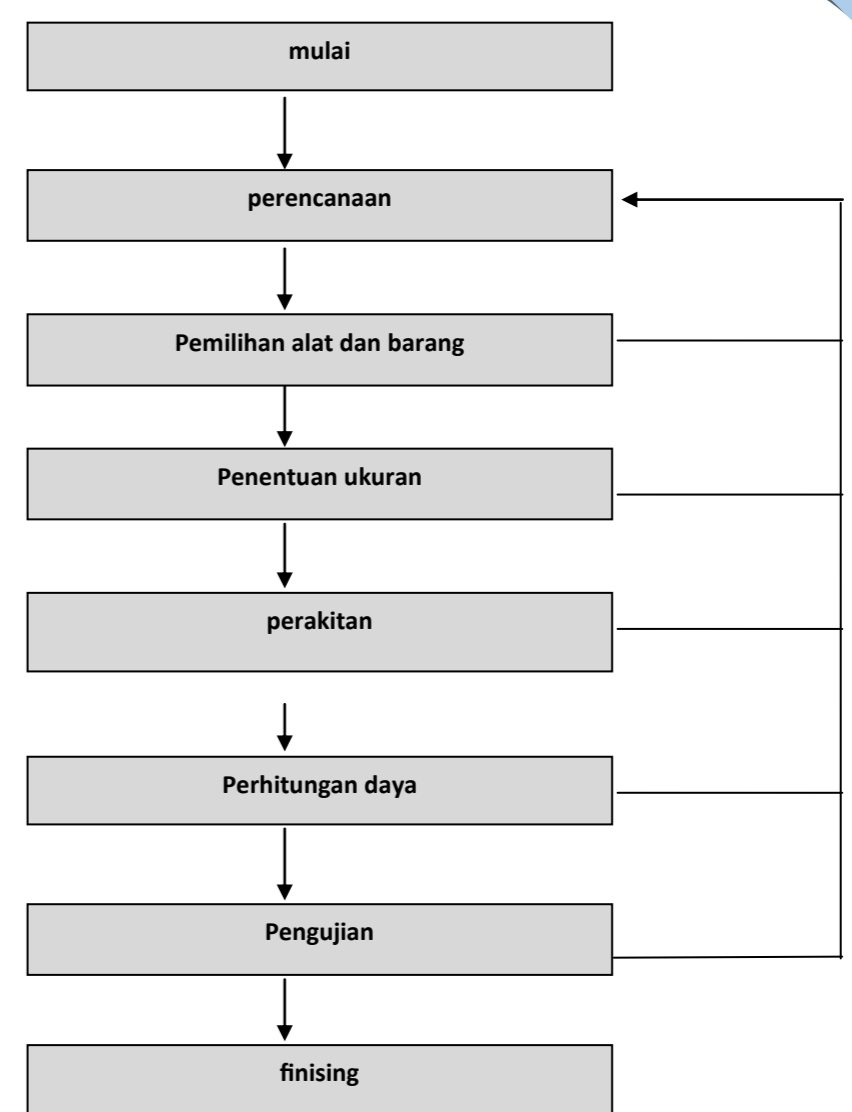 mulai
perencanaan
Pemilihan alat dan barang
Penentuan ukuran
perakitan
Perhitungan daya
Pengujian
finising